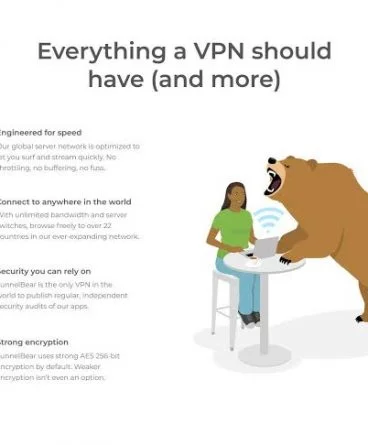 Everything a VPN should
have (and more)
Engineered for speed
Our global server network is optimized to
let you surf and stream quickly. No
throttling, no buffering, no fuss.
Connect to anywhere in the world
With unlimited bandwidth and server
switches, browse freely to over 22
countries in our ever-expanding network.
Security you can rely on
TunnelBear is the only VPN in the
world to publish regular, independent
security audits of our apps.
Strong encryption
TunnelBear uses strong AES 256-bit
encryption by default. Weaker
encryption isn't even an option.